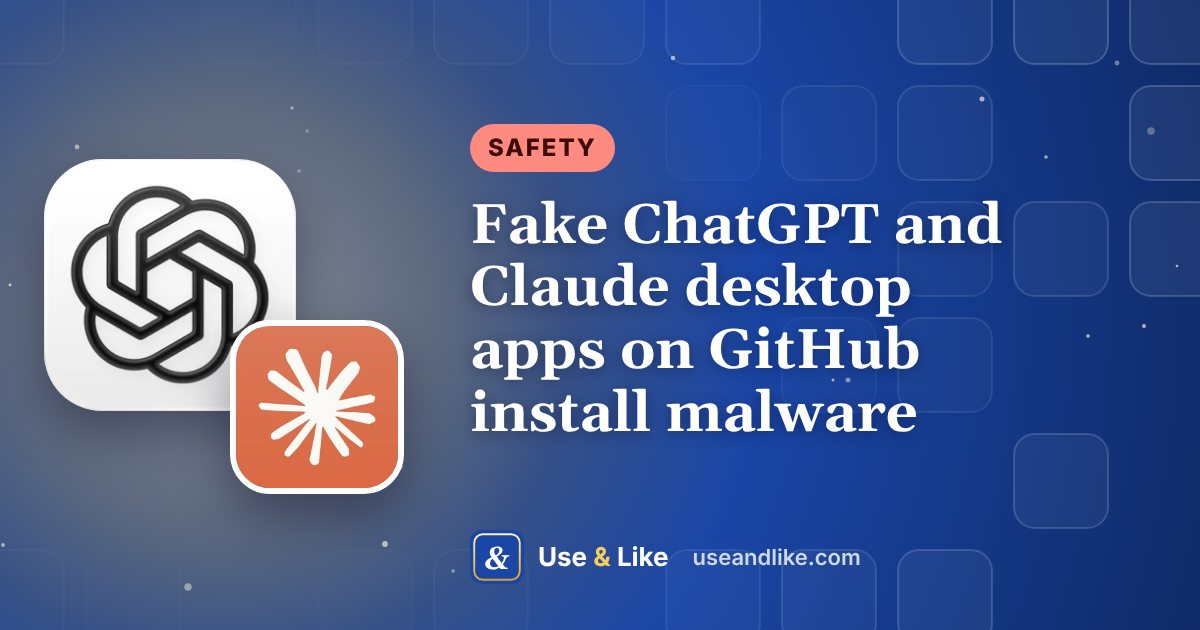 SAFETY
Fake ChatGPT and
Claude desktop
apps on GitHub
install malware
& Use & Like useandlike.com